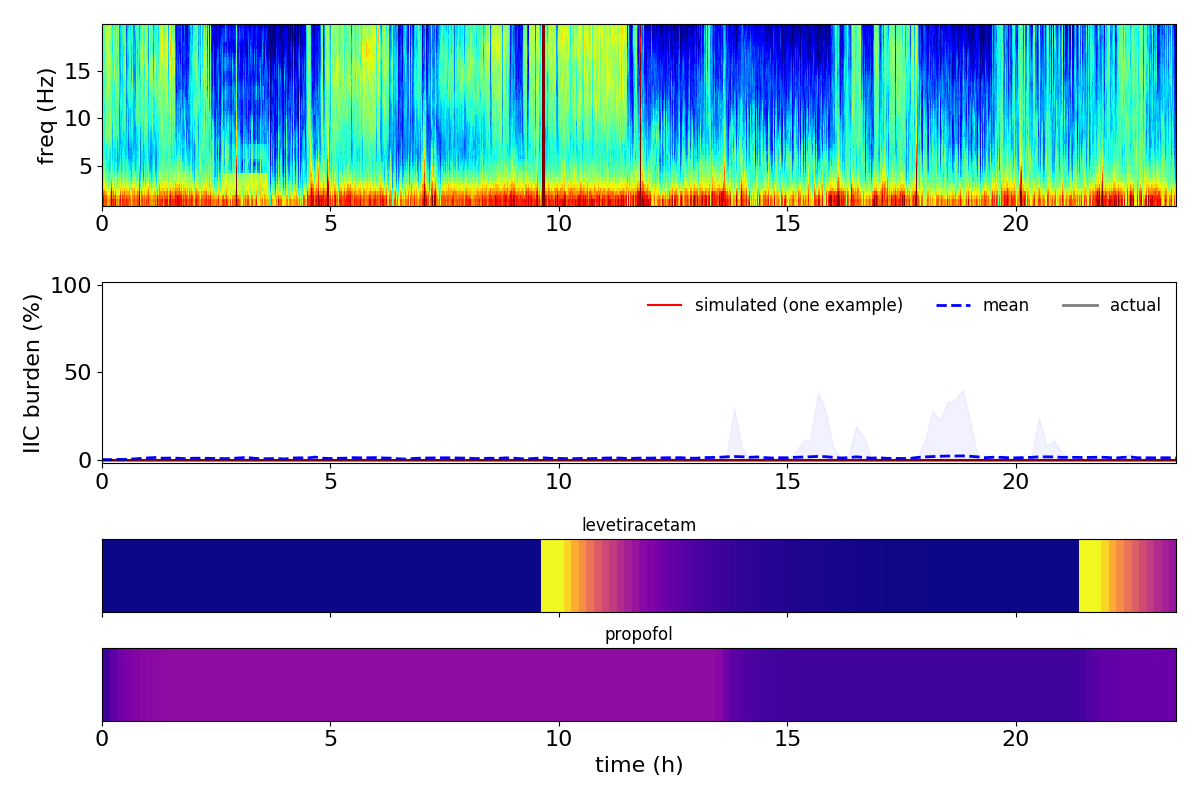 freq (Hz)
15
10
5
0 5 10 15 20
IIC burden (%)
100
50
0
simulated (one example) mean actual
0 5 10 15 20
levetiracetam
propofol
0 5 10 15 20
time (h)